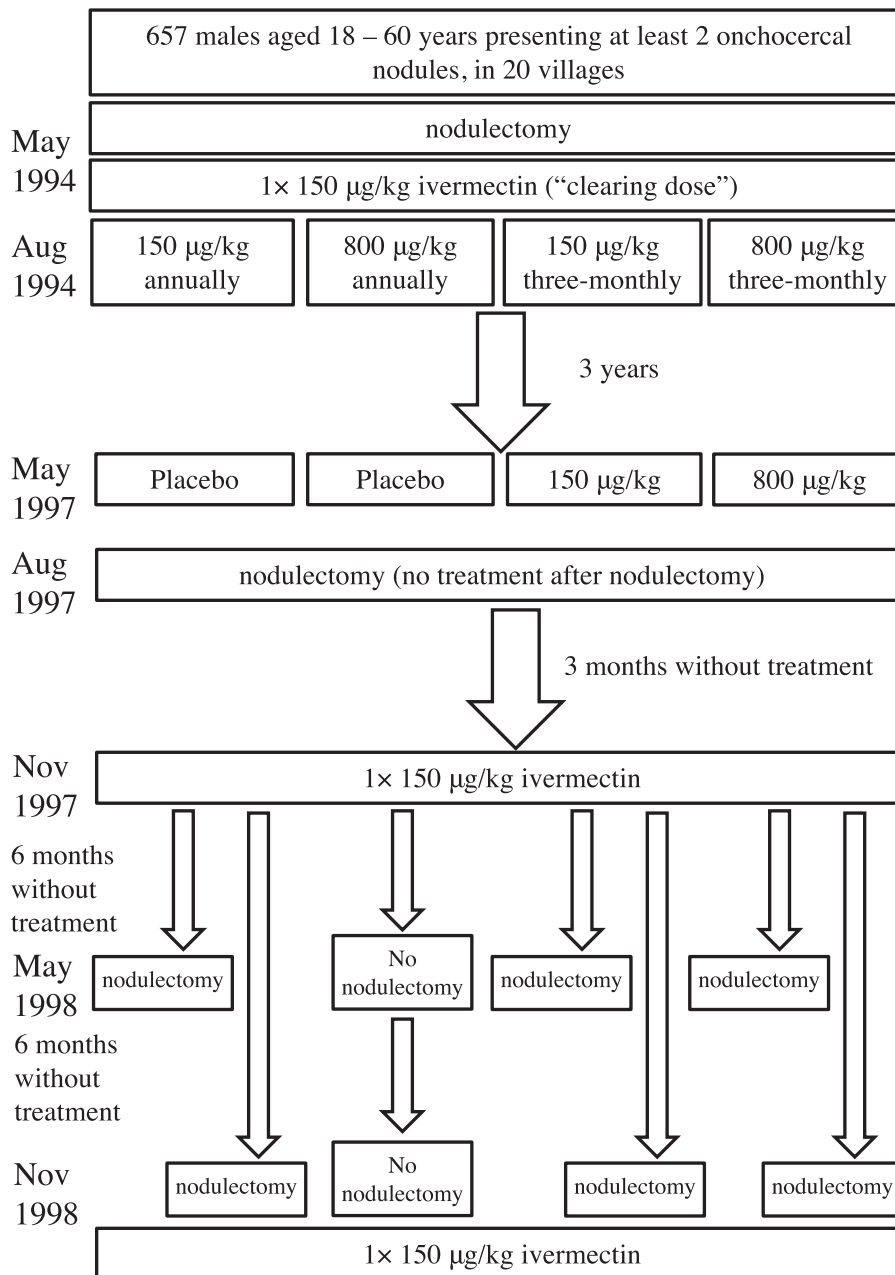 657 males aged 18 – 60 years presenting at least 2 onchocercal
nodules, in 20 villages
May
1994
nodulectomy
1× 150 μg/kg ivermectin (“clearing dose”)
Aug
1994
150 μg/kg
annually
800 μg/kg
annually
150 μg/kg
three-monthly
800 μg/kg
three-monthly
3 years
May
1997
Placebo
Placebo
150 μg/kg
800 μg/kg
Aug
1997
nodulectomy (no treatment after nodulectomy)
3 months without treatment
Nov
1997
1× 150 μg/kg ivermectin
6 months
without
treatment
May
1998
nodulectomy
No
nodulectomy
nodulectomy
nodulectomy
6 months
without
treatment
Nov
1998
nodulectomy
No
nodulectomy
nodulectomy
nodulectomy
1× 150 μg/kg ivermectin